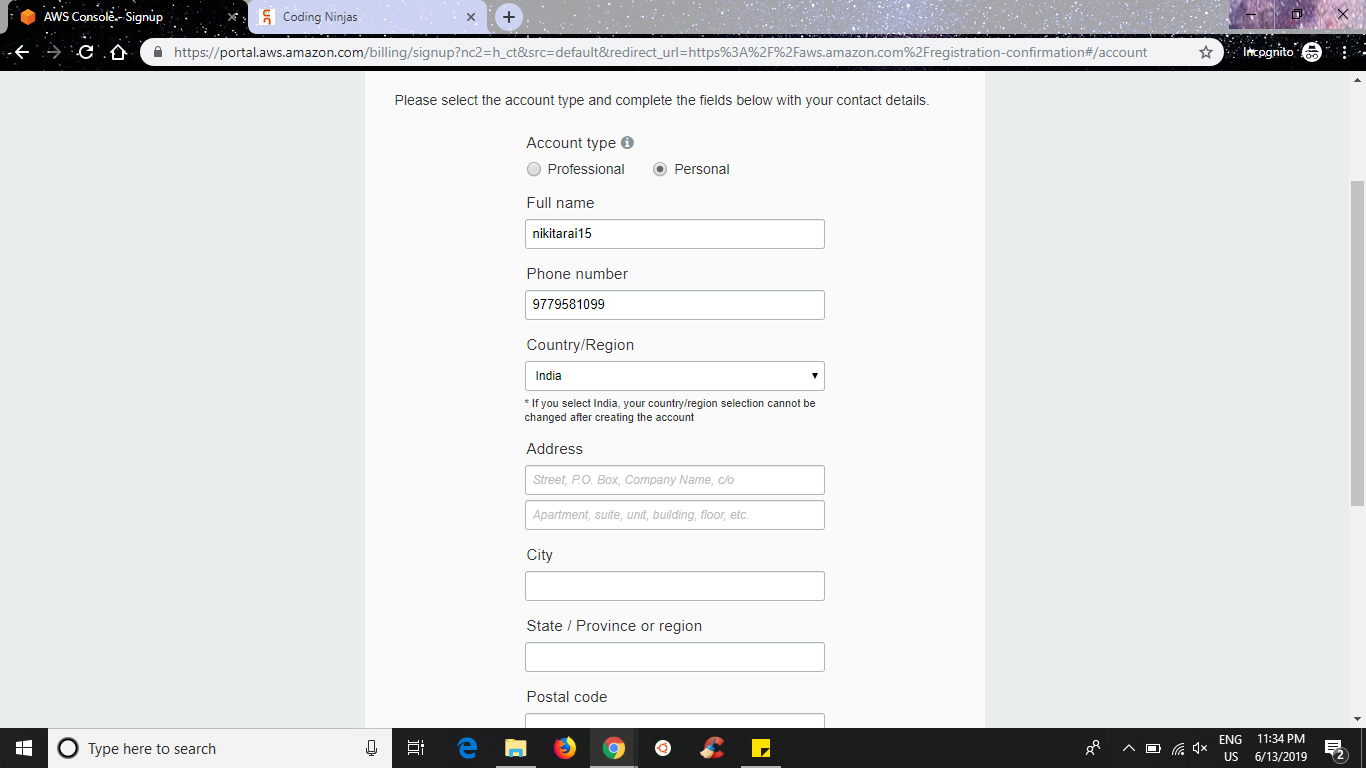 AWS Console - Signup
Coding Ninjas
https://portal.aws.amazon.com/billing/signup?nc2=h_ct&src=default&redirect_url=https%3A%2F%2Faws.amazon.com%2Fregistration-confirmation#/account
Incognito
Please select the account type and complete the fields below with your contact details.
Account type
Professional Personal
Full name
nikitarai15
Phone number
9779581099
Country/Region
India
* If you select India, your country/region selection cannot be
changed after creating the account
Address
Street, P.O. Box, Company Name, c/o
Apartment, suite, unit, building, floor, etc.
City
State / Province or region
Postal code
Type here to search
ENG
US
11:34 PM
6/13/2019
2